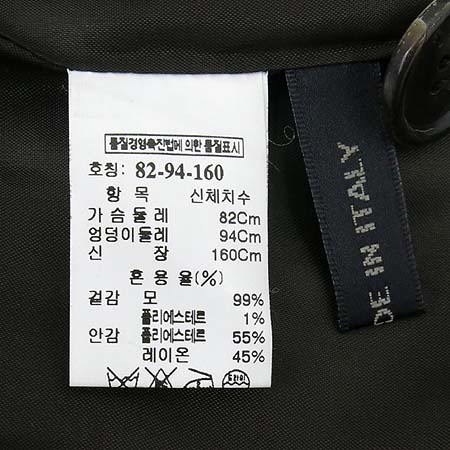 품질경영촉진법에 의한 품질표시
호칭: 82-94-160
항 목 신체치수
가슴둘레 82Cm
엉덩이둘레 94Cm
신 장 160Cm
혼용율(%)
겉감 모 99%
폴리에스테르 1%
안감 폴리에스테르 55%
레이온 45%
드라이
DE IN ITALY